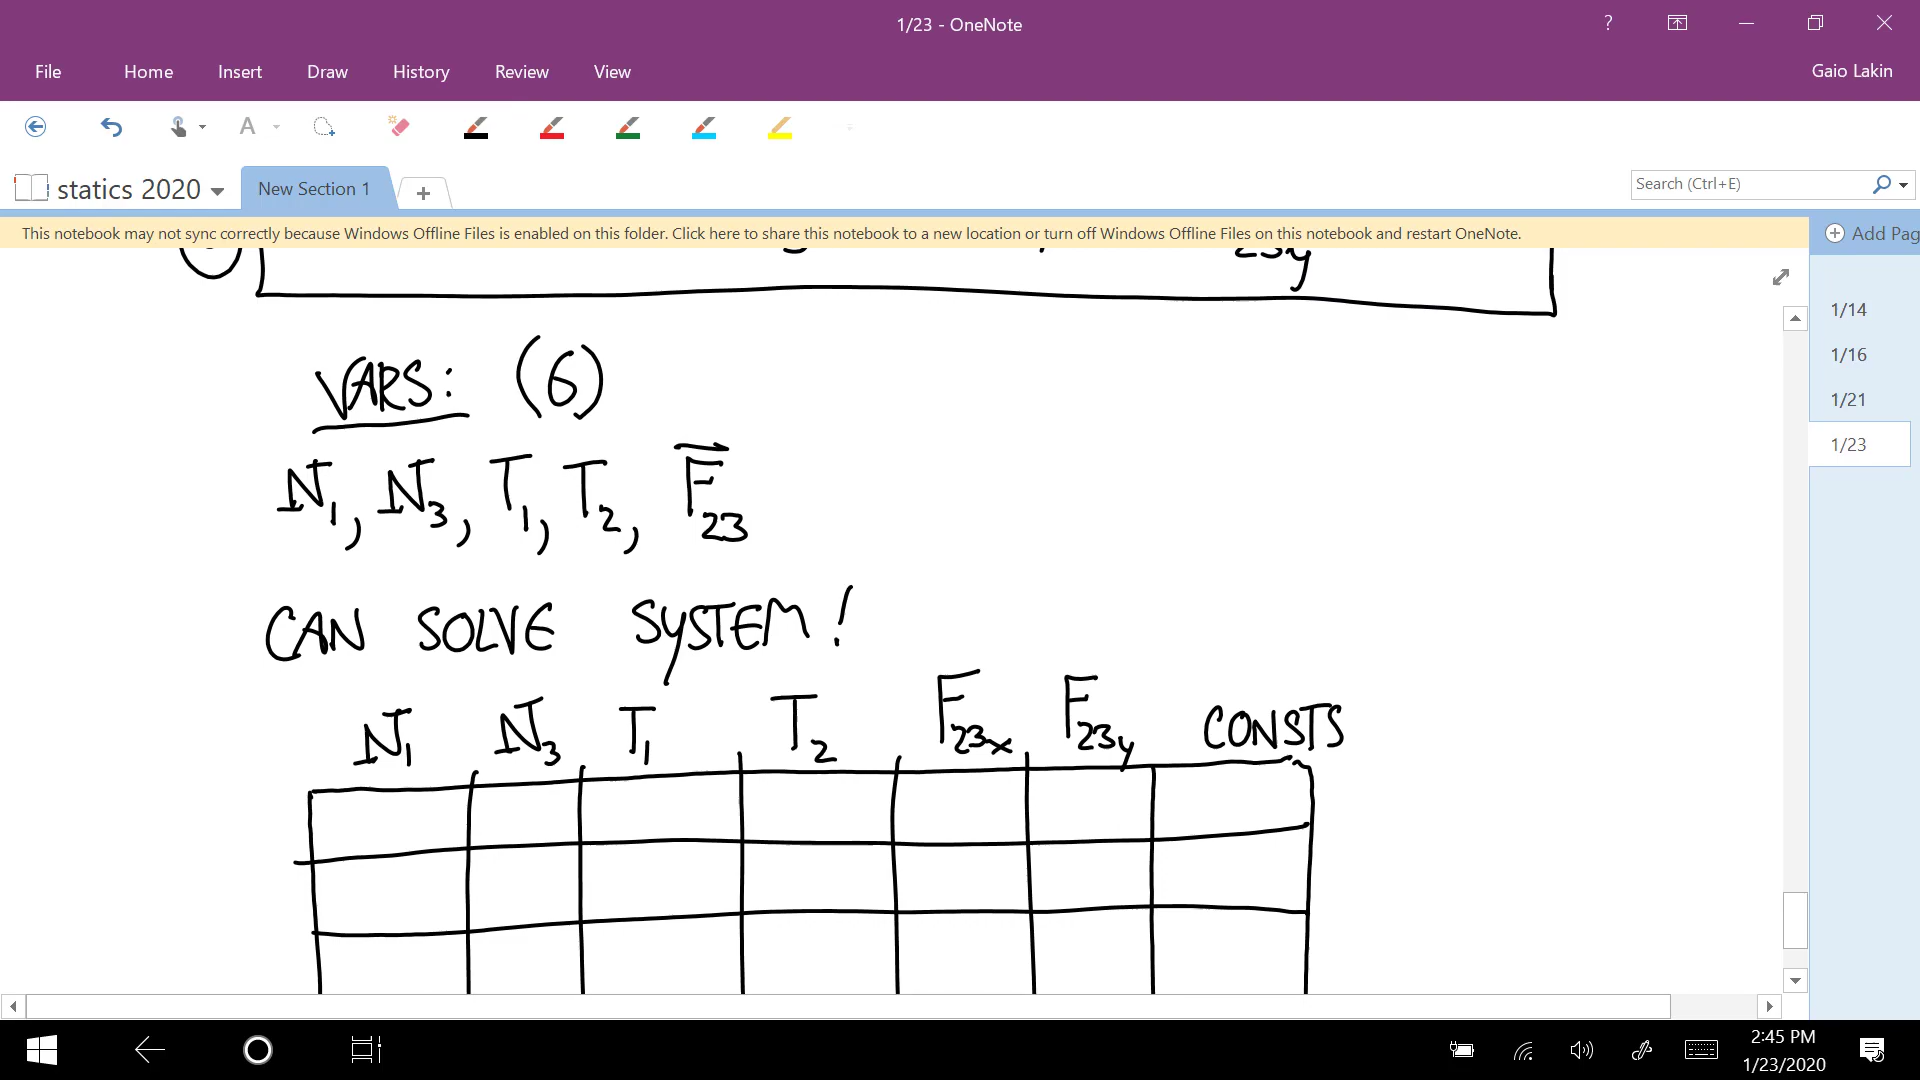 1/23 - OneNote
?
File Home Insert Draw History Review View
Gaio Lakin
A
statics 2020
New Section 1
+
Search (Ctrl+E)
This notebook may not sync correctly because Windows Offline Files is enabled on this folder. Click here to share this notebook to a new location or turn off Windows Offline Files on this notebook and restart OneNote.
Add Pag
1/14
1/16
1/21
1/23
23y
VARS: (6)
N₁, N₃, T₁, T₂, F₂₃
CAN SOLVE SYSTEM!
N₁ N₃ T₁ T₂ F₂₃ₓ F₂₃y CONSTS
2:45 PM
1/23/2020